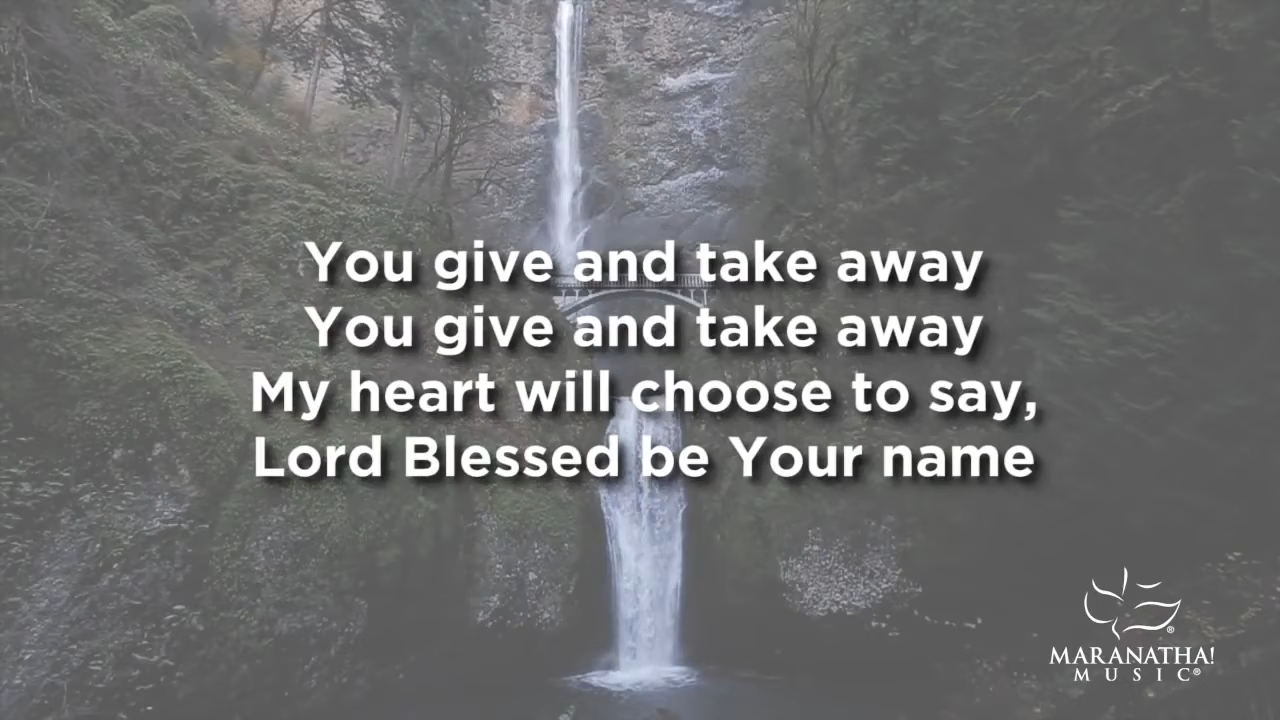 You give and take away
You give and take away
My heart will choose to say,
Lord Blessed be Your name
MARANATHA!
MUSIC®